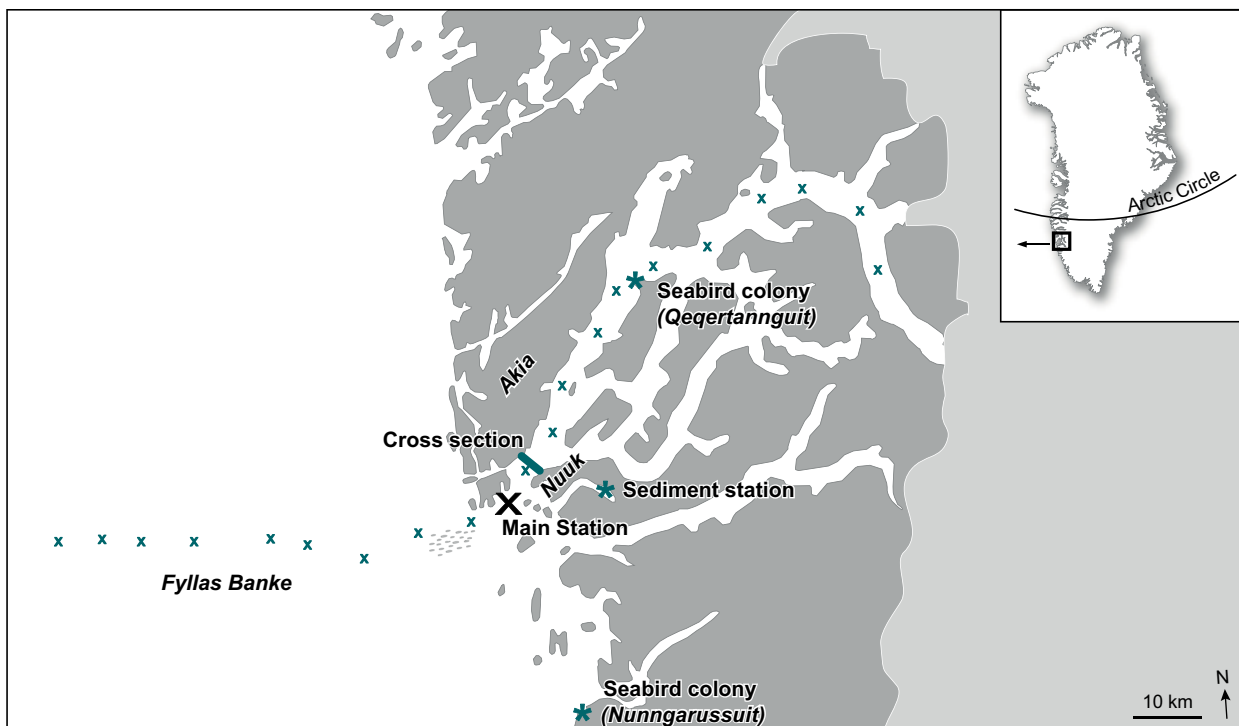 Arctic Circle
Seabird colony
(Qeqertannguit)
Akia
Cross section
Nuuk
Sediment station
Main Station
Fyllas Banke
Seabird colony
(Nunngarussuit)
N
10 km